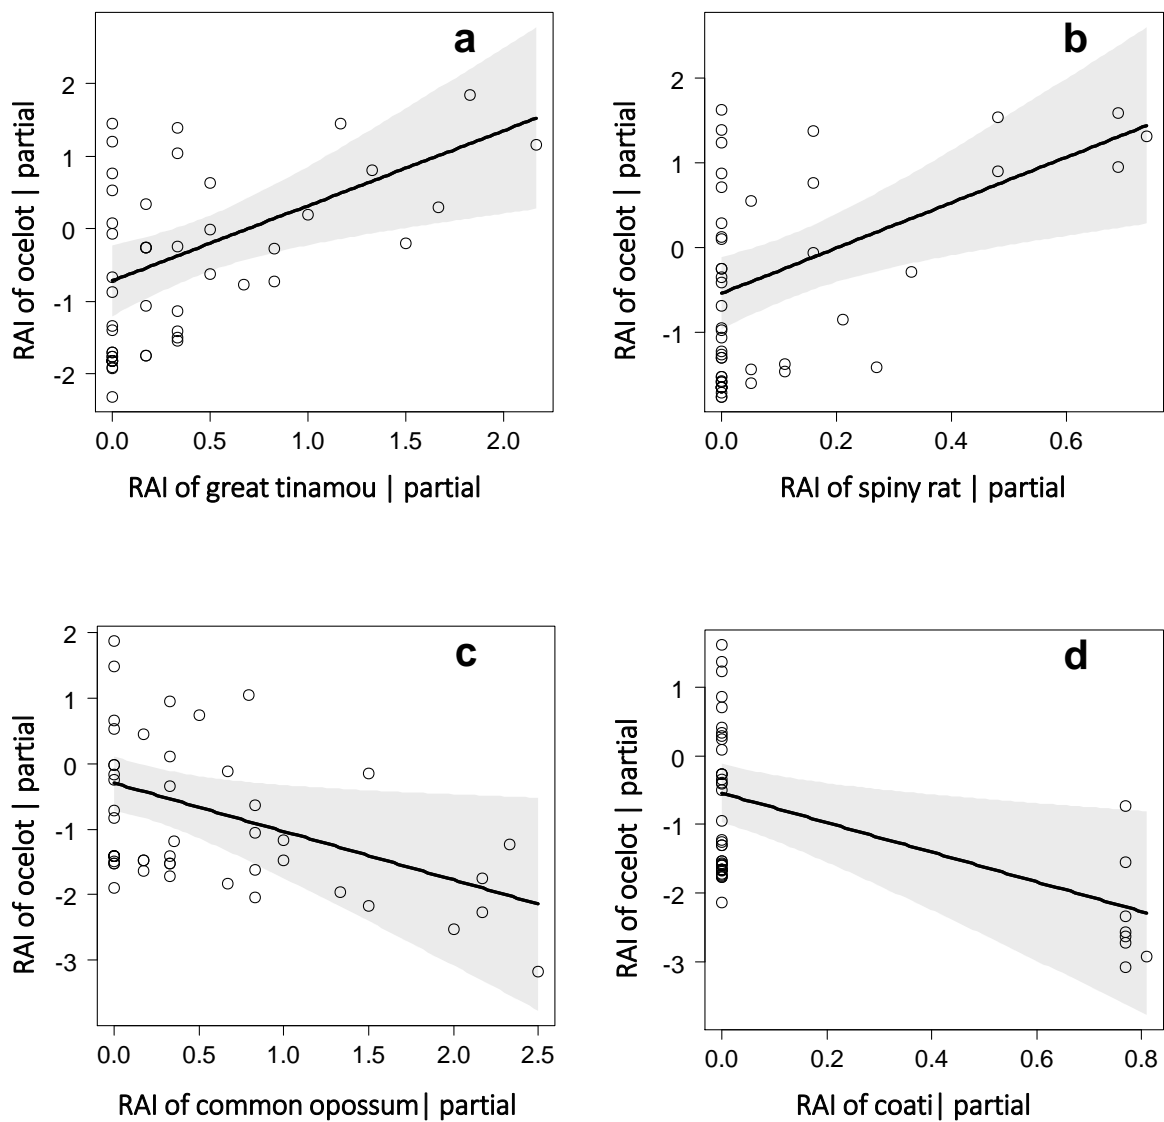 a
2
1
0
-1
-2
RAI of ocelot | partial
0.0 0.5 1.0 1.5 2.0
RAI of great tinamou | partial
b
2
1
0
-1
RAI of ocelot | partial
0.0 0.2 0.4 0.6
RAI of spiny rat | partial
c
2
1
0
-1
-2
-3
RAI of ocelot | partial
0.0 0.5 1.0 1.5 2.0 2.5
RAI of common opossum| partial
d
1
0
-1
-2
-3
RAI of ocelot | partial
0.0 0.2 0.4 0.6 0.8
RAI of coati| partial